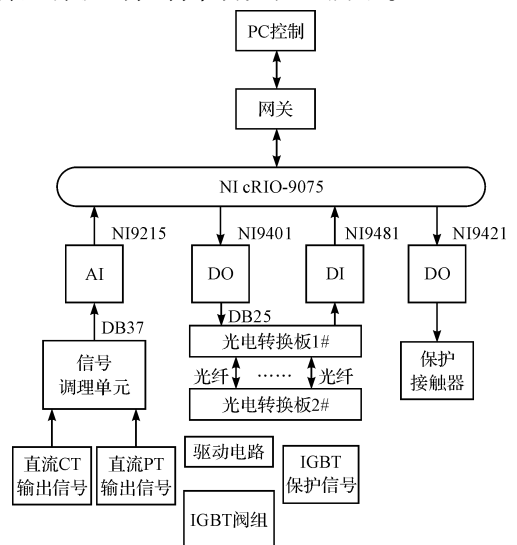 PC控制
网关
NI cRIO-9075
NI9215
NI9401
NI9481
NI9421
AI
DO
DI
DO
DB37
DB25
信号
调理单元
光电转换板1#
光纤
……
光纤
光电转换板2#
保护
接触器
直流CT
输出信号
直流PT
输出信号
驱动电路
IGBT
保护信号
IGBT阀组